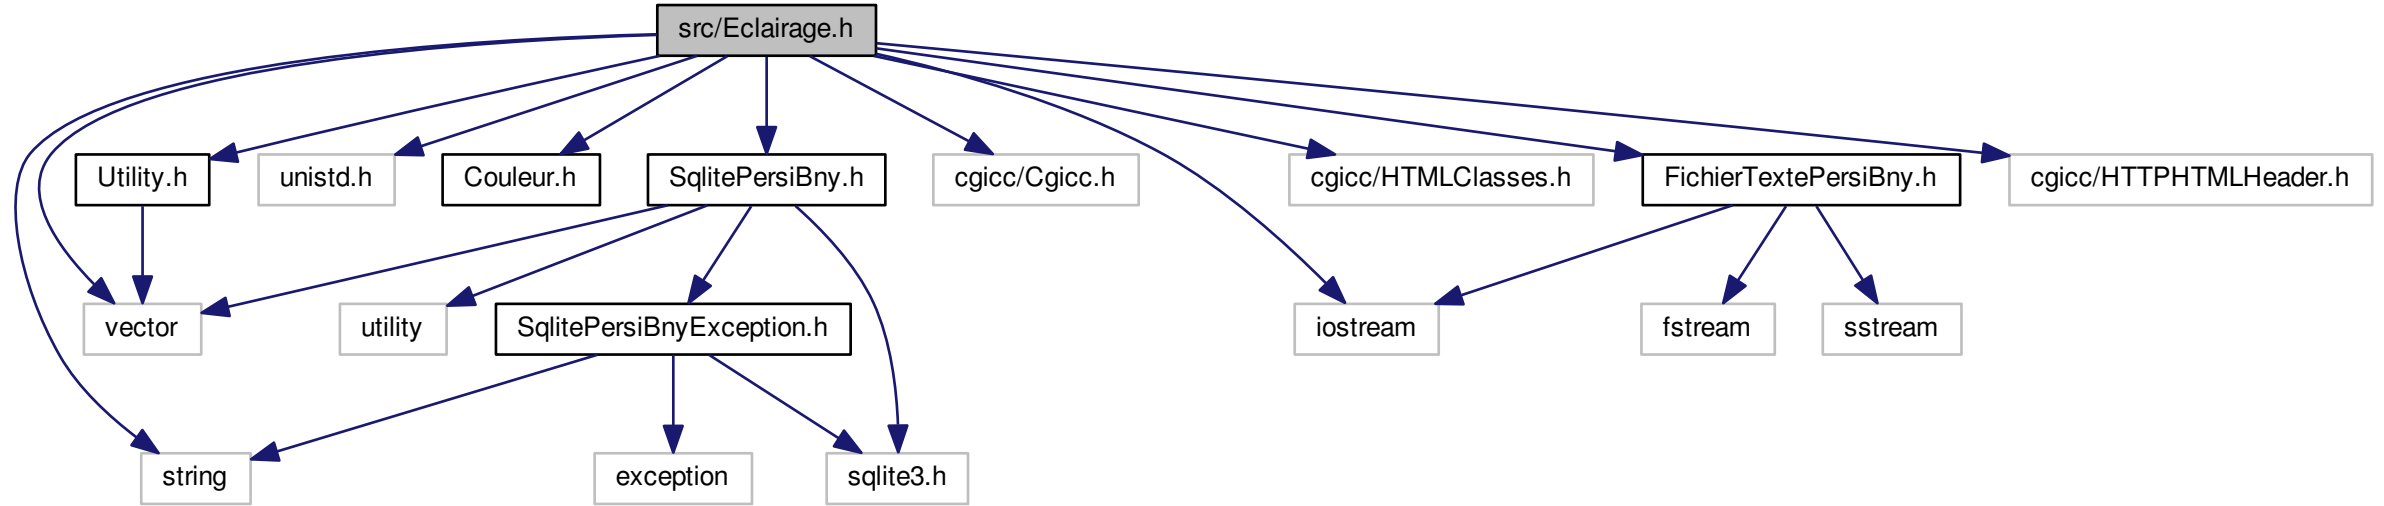 src/Eclairage.h
Utility.h
unistd.h
Couleur.h
SqlitePersiBny.h
cgicc/Cgicc.h
cgicc/HTMLClasses.h
FichierTextePersiBny.h
cgicc/HTTPHTMLHeader.h
vector
utility
SqlitePersiBnyException.h
iostream
fstream
sstream
string
exception
sqlite3.h